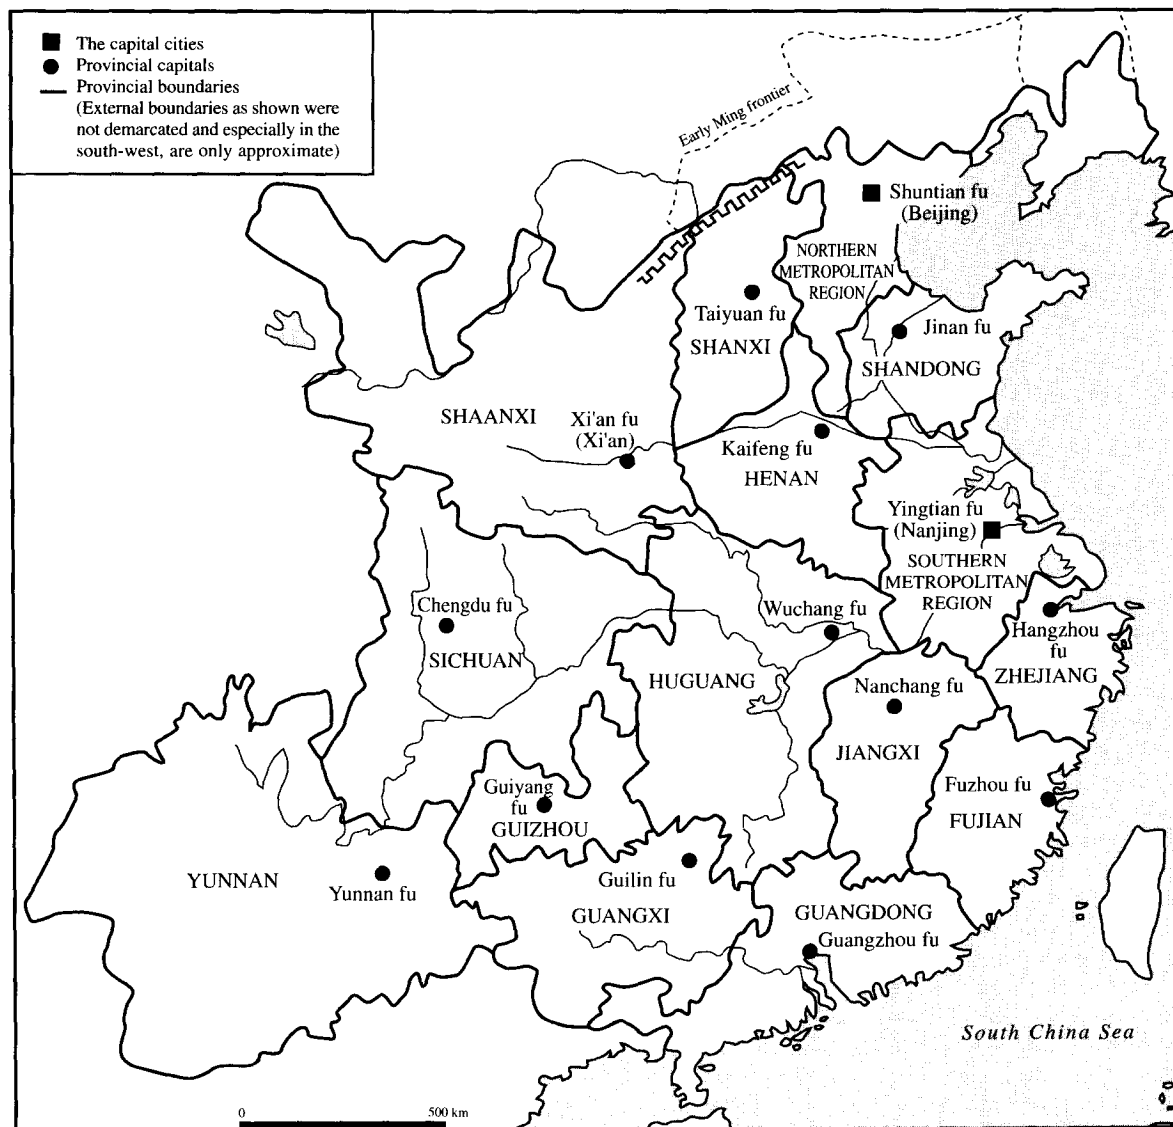 The capital cities
Provincial capitals
Provincial boundaries
(External boundaries as shown were
not demarcated and especially in the
south-west, are only approximate)
Early Ming frontier
Shuntian fu
(Beijing)
NORTHERN
METROPOLITAN
REGION
Taiyuan fu
SHANXI
Jinan fu
SHANDONG
SHAANXI
Xi'an fu
(Xi'an)
Kaifeng fu
HENAN
Yingtian fu
(Nanjing)
SOUTHERN
METROPOLITAN
REGION
Chengdu fu
SICHUAN
Wuchang fu
HUGUANG
Hangzhou
fu
ZHEJIANG
Nanchang fu
JIANGXI
Guiyang
fu
GUIZHOU
Fuzhou fu
FUJIAN
YUNNAN
Yunnan fu
Guilin fu
GUANGXI
GUANGDONG
Guangzhou fu
South China Sea
0
500 km